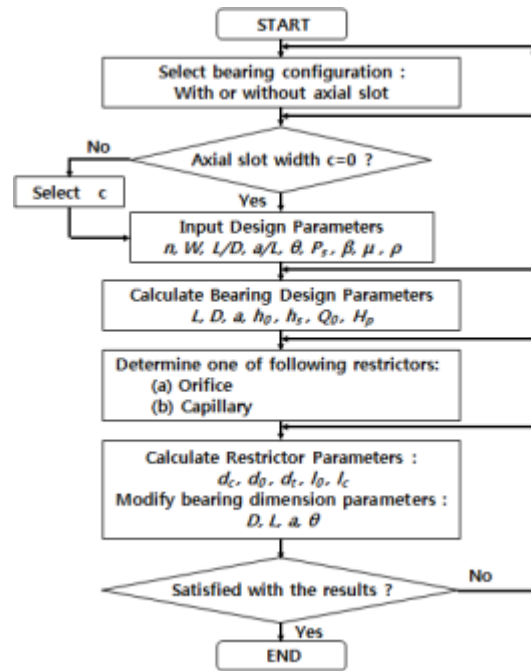 START
Select bearing configuration :
With or without axial slot
No
Axial slot width c=0 ?
Select c
Yes
Input Design Parameters
n, W, L/D, a/L, θ, Ps, β, μ, ρ
Calculate Bearing Design Parameters
L, D, a, h0, hs, Q0, Hp
Determine one of following restrictors:
(a) Orifice
(b) Capillary
Calculate Restrictor Parameters :
dc, d0, dt, l0, lc
Modify bearing dimension parameters :
D, L, a, θ
Satisfied with the results ?
No
Yes
END